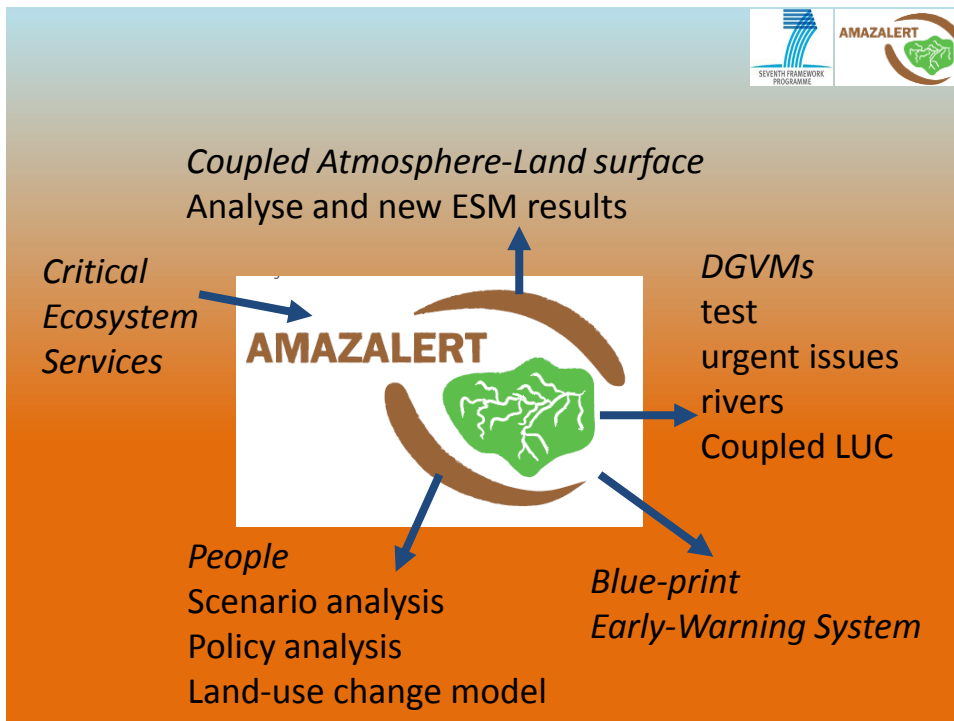 SEVENTH FRAMEWORK
PROGRAMME
AMAZALERT
Coupled Atmosphere-Land surface
Analyse and new ESM results
Critical
Ecosystem
Services
AMAZALERT
DGVMs
test
urgent issues
rivers
Coupled LUC
People
Scenario analysis
Policy analysis
Land-use change model
Blue-print
Early-Warning System